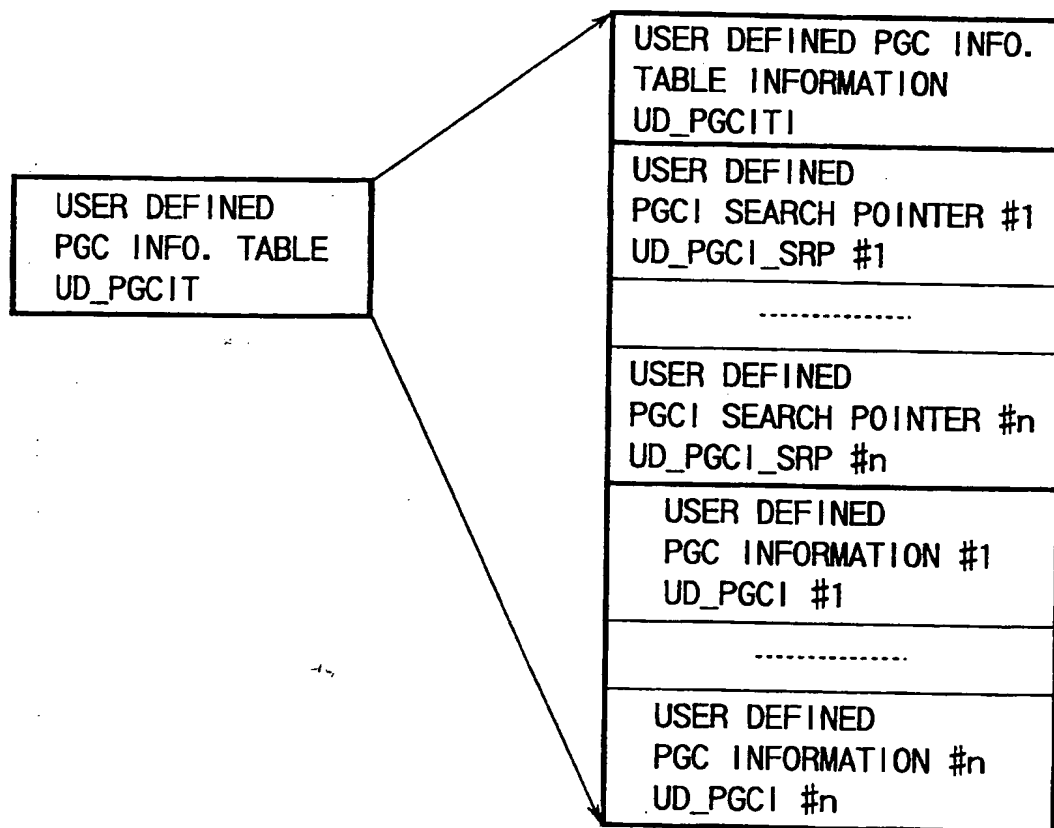 USER DEFINED
PGC INFO. TABLE
UD_PGCIT
USER DEFINED PGC INFO.
TABLE INFORMATION
UD_PGCITI
USER DEFINED
PGCI SEARCH POINTER #1
UD_PGCI_SRP #1
USER DEFINED
PGCI SEARCH POINTER #n
UD_PGCI_SRP #n
USER DEFINED
PGC INFORMATION #1
UD_PGCI #1
USER DEFINED
PGC INFORMATION #n
UD_PGCI #n